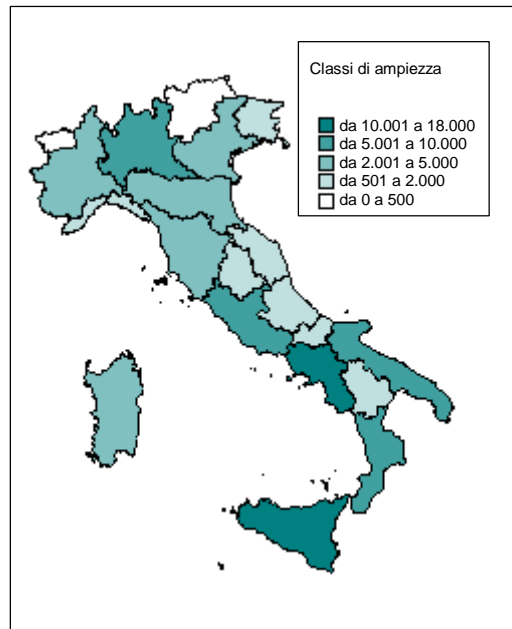 Classi di ampiezza
da 10.001 a 18.000
da 5.001 a 10.000
da 2.001 a 5.000
da 501 a 2.000
da 0 a 500